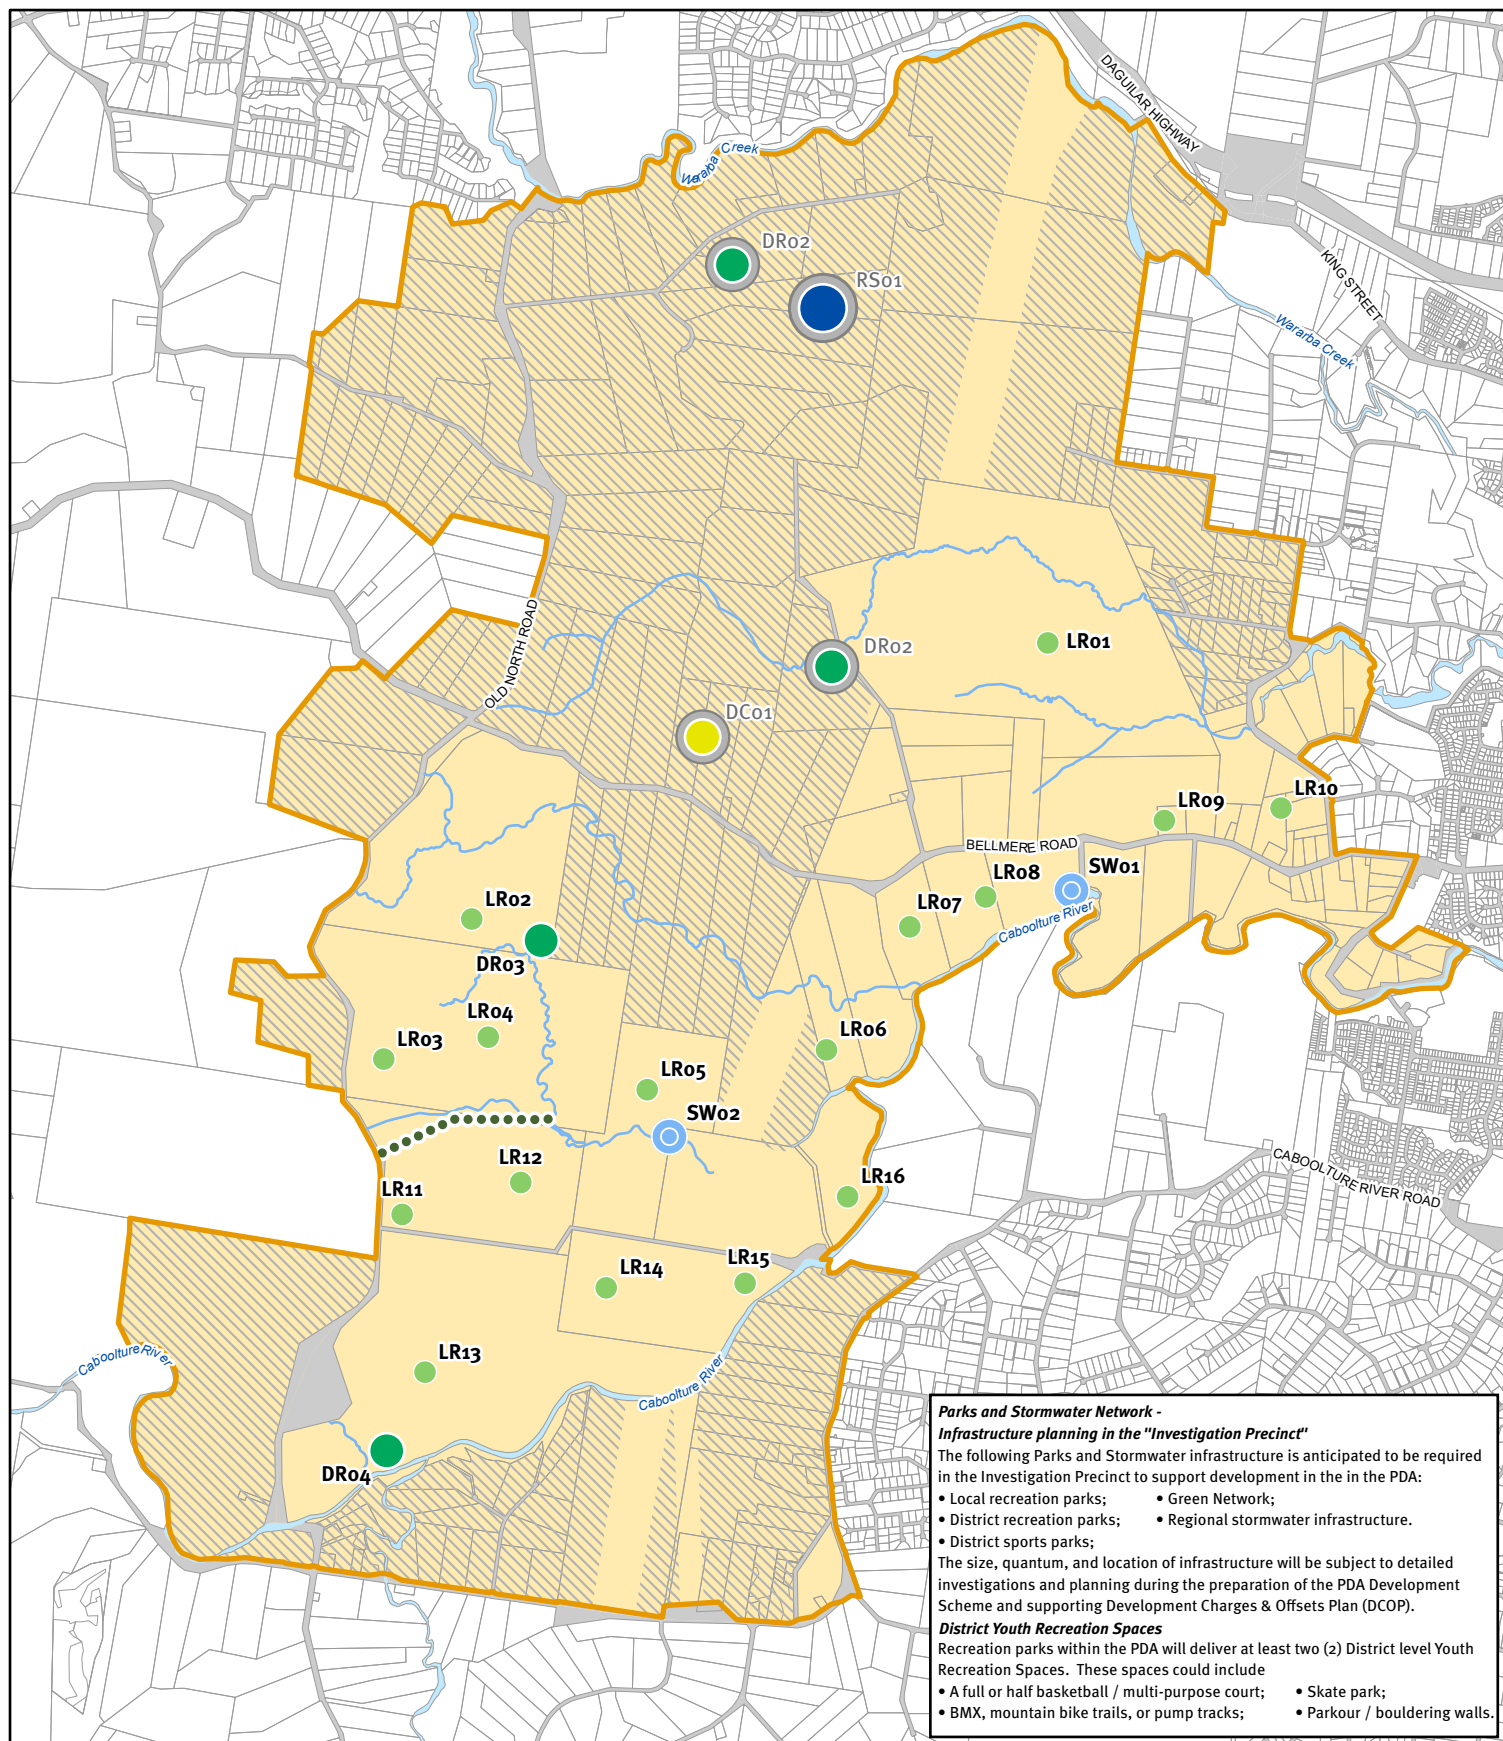 DAGUILAR HIGHWAY
Wararba Creek
DR02
RS01
KING STREET
Wararba Creek
OLD NORTH ROAD
LR01
DR02
DC01
LR09
LR10
BELLMERE ROAD
SW01
LR08
LR07
Caboolture River
LR02
DR03
LR04
LR03
LR06
LR05
SW02
LR12
LR11
LR16
CABOOLTURE RIVER ROAD
LR15
LR14
LR13
Caboolture River
Caboolture River
DR04
Parks and Stormwater Network -
Infrastructure planning in the "Investigation Precinct"
The following Parks and Stormwater infrastructure is anticipated to be required
in the Investigation Precinct to support development in the in the PDA:
• Local recreation parks; • Green Network;
• District recreation parks; • Regional stormwater infrastructure.
• District sports parks;
The size, quantum, and location of infrastructure will be subject to detailed
investigations and planning during the preparation of the PDA Development
Scheme and supporting Development Charges & Offsets Plan (DCOP).
District Youth Recreation Spaces
Recreation parks within the PDA will deliver at least two (2) District level Youth
Recreation Spaces. These spaces could include
• A full or half basketball / multi-purpose court; • Skate park;
• BMX, mountain bike trails, or pump tracks; • Parkour / bouldering walls.